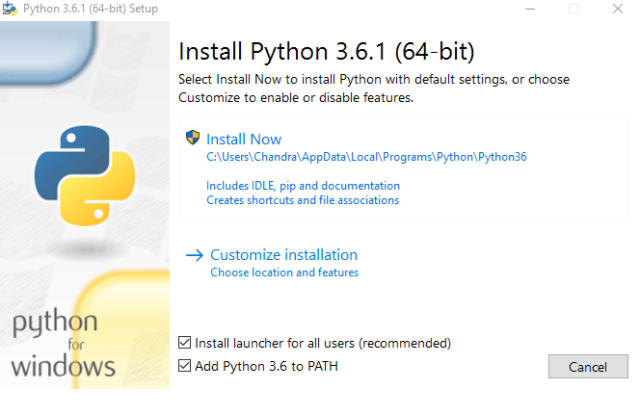 Python 3.6.1 (64-bit) Setup
Install Python 3.6.1 (64-bit)
Select Install Now to install Python with default settings, or choose
Customize to enable or disable features.
Install Now
C:\Users\Chandra\AppData\Local\Programs\Python\Python36
Includes IDLE, pip and documentation
Creates shortcuts and file associations
Customize installation
Choose location and features
python
for
windows
Install launcher for all users (recommended)
Add Python 3.6 to PATH
Cancel